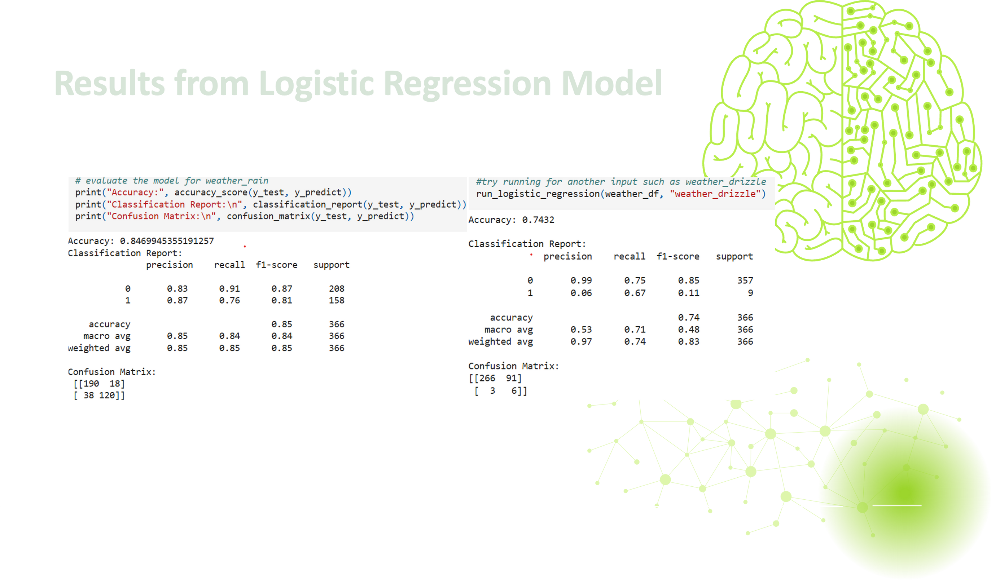 Results from Logistic Regression Model
# evaluate the model for weather_rain
print("Accuracy:", accuracy_score(y_test, y_predict))
print("Classification Report:\n", classification_report(y_test, y_predict))
print("Confusion Matrix:\n", confusion_matrix(y_test, y_predict))
Accuracy: 0.8469945355191257
Classification Report:
precision recall f1-score support
0 0.83 0.91 0.87 208
1 0.87 0.76 0.81 158
accuracy 0.85 366
macro avg 0.85 0.84 0.84 366
weighted avg 0.85 0.85 0.85 366
Confusion Matrix:
[[190 18]
[ 38 120]]
#try running for another input such as weather_drizzle
run_logistic_regression(weather_df, "weather_drizzle")
Accuracy: 0.7432
Classification Report:
precision recall f1-score support
0 0.99 0.75 0.85 357
1 0.06 0.67 0.11 9
accuracy 0.74 366
macro avg 0.53 0.71 0.48 366
weighted avg 0.97 0.74 0.83 366
Confusion Matrix:
[[266 91]
[ 3 6]]